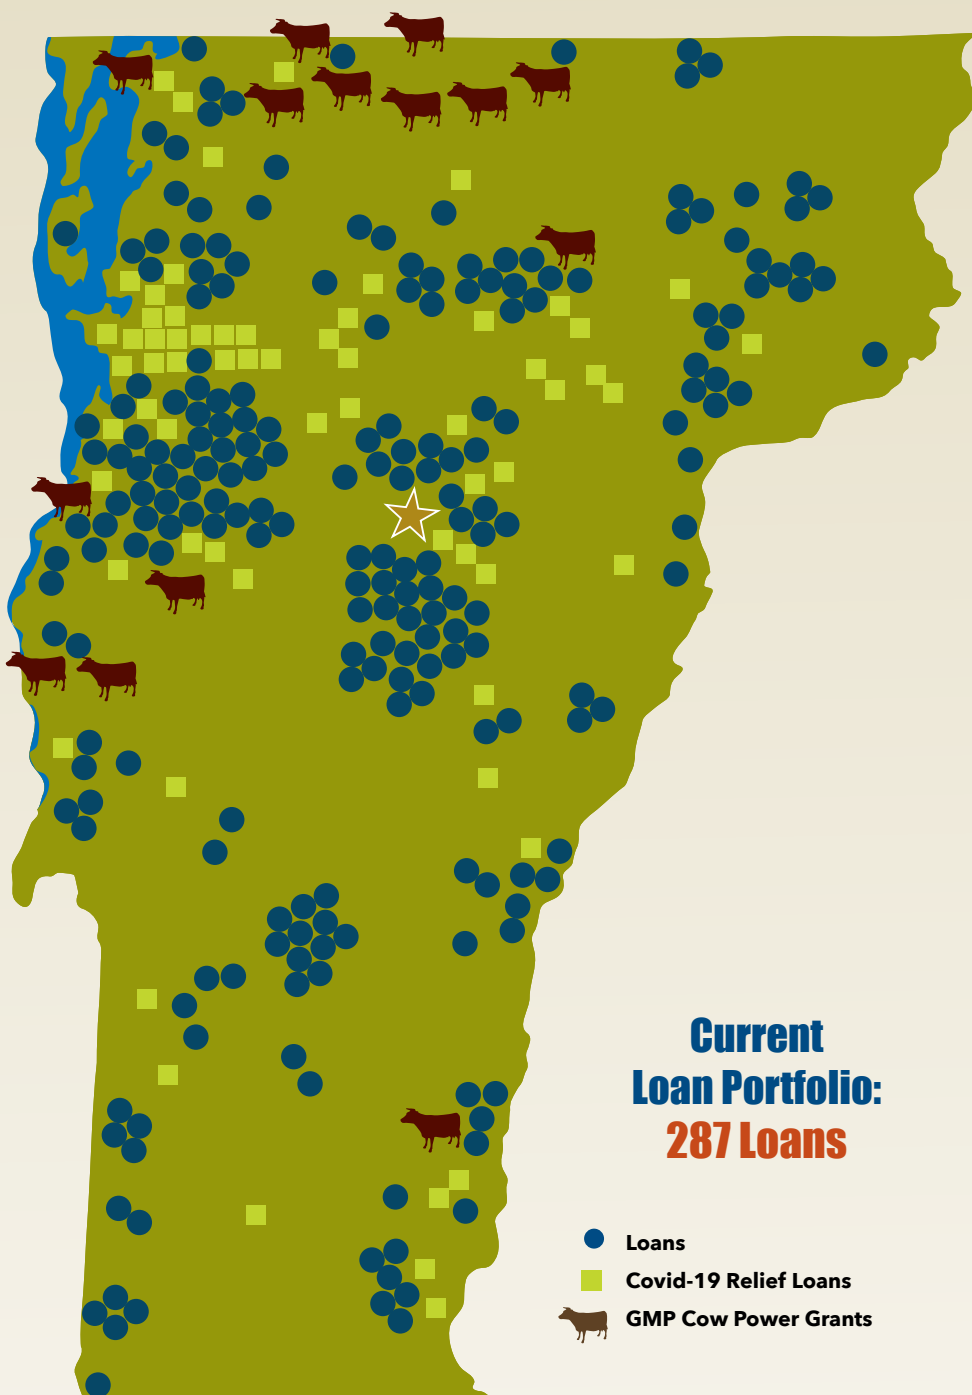 Current
Loan Portfolio:
287 Loans
Loans
Covid-19 Relief Loans
GMP Cow Power Grants